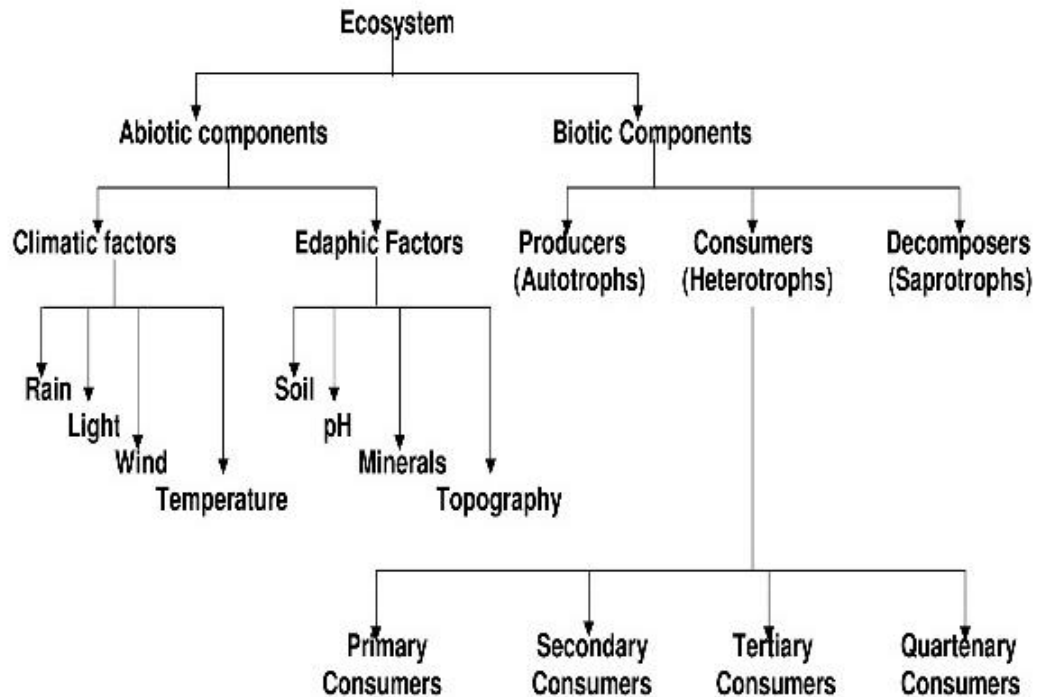 Ecosystem
Abiotic components
Biotic Components
Climatic factors
Edaphic Factors
Producers
(Autotrophs)
Consumers
(Heterotrophs)
Decomposers
(Saprotrophs)
Rain
Light
Wind
Temperature
Soil
pH
Minerals
Topography
Primary
Consumers
Secondary
Consumers
Tertiary
Consumers
Quartenary
Consumers